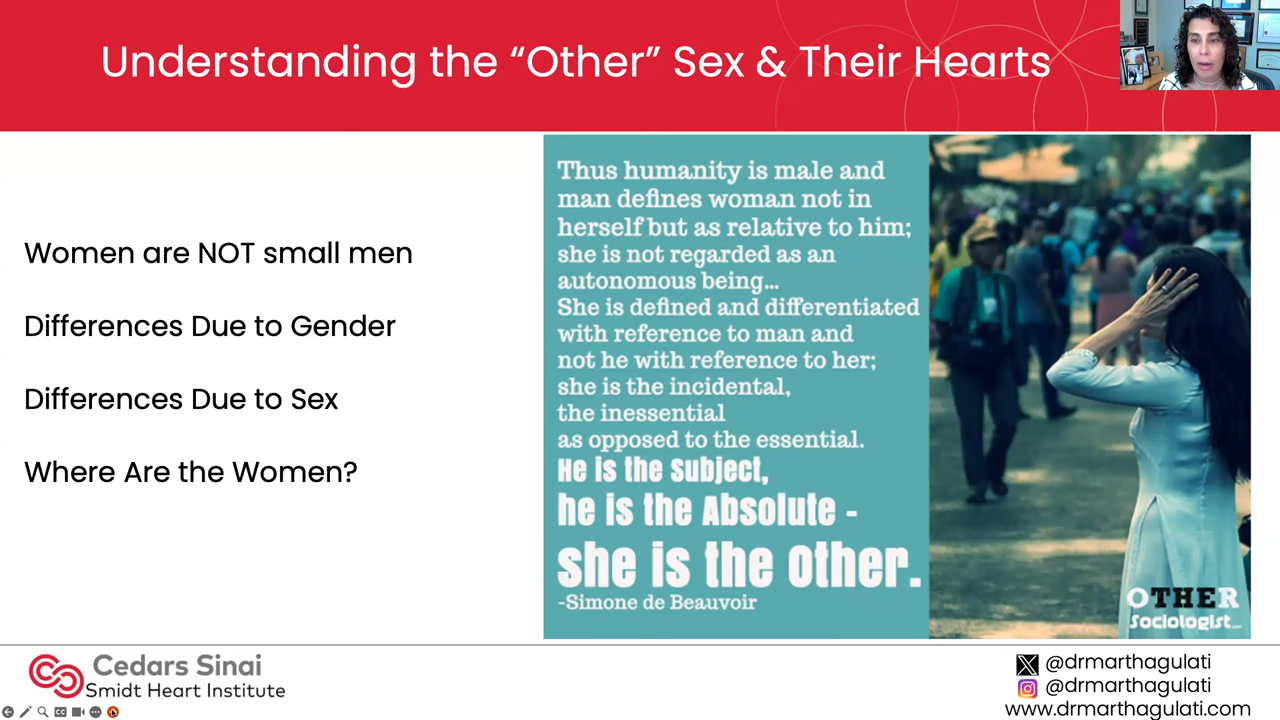 Understanding the “Other” Sex & Their Hearts
Women are NOT small men
Differences Due to Gender
Differences Due to Sex
Where Are the Women?
Thus humanity is male and
man defines woman not in
herself but as relative to him;
she is not regarded as an
autonomous being...
She is defined and differentiated
with reference to man and
not he with reference to her;
she is the incidental,
the inessential
as opposed to the essential.
He is the Subject,
he is the Absolute -
she is the Other.
-Simone de Beauvoir
OTHER
Sociologist
Cedars Sinai
Smidt Heart Institute
@drmarthagulati
@drmarthagulati
www.drmarthagulati.com
CC